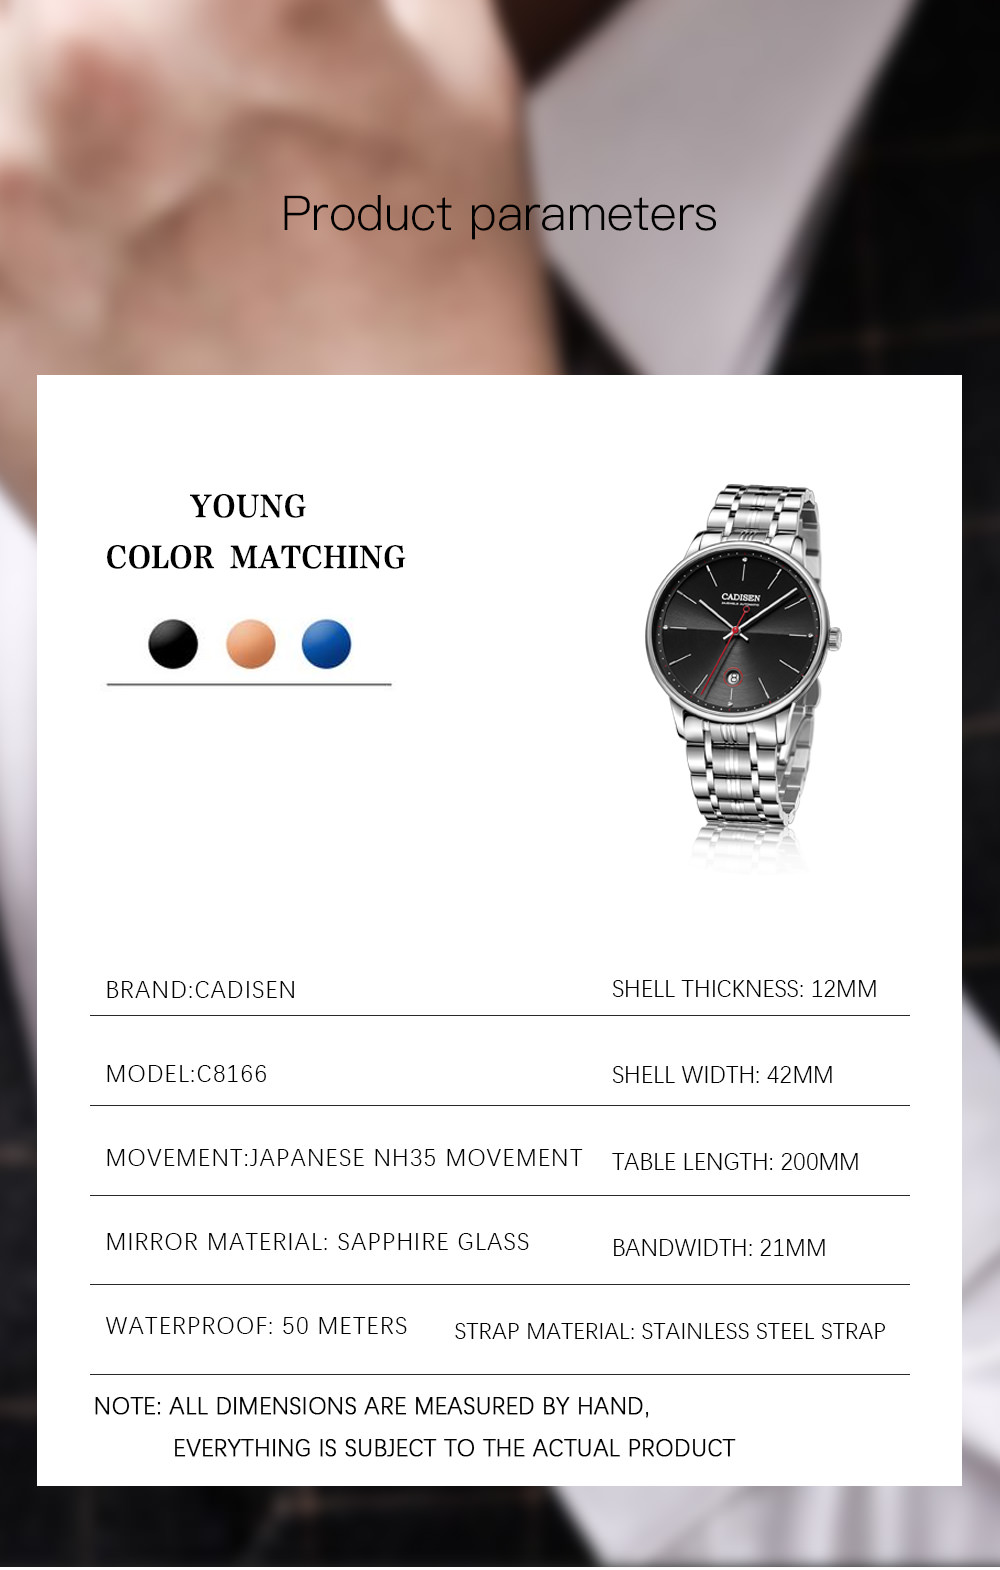 Product parameters
YOUNG
COLOR MATCHING
CADISEN
BRAND:CADISEN
SHELL THICKNESS: 12MM
MODEL:C8166
SHELL WIDTH: 42MM
MOVEMENT:JAPANESE NH35 MOVEMENT
TABLE LENGTH: 200MM
MIRROR MATERIAL: SAPPHIRE GLASS
BANDWIDTH: 21MM
WATERPROOF: 50 METERS
STRAP MATERIAL: STAINLESS STEEL STRAP
NOTE: ALL DIMENSIONS ARE MEASURED BY HAND,
EVERYTHING IS SUBJECT TO THE ACTUAL PRODUCT